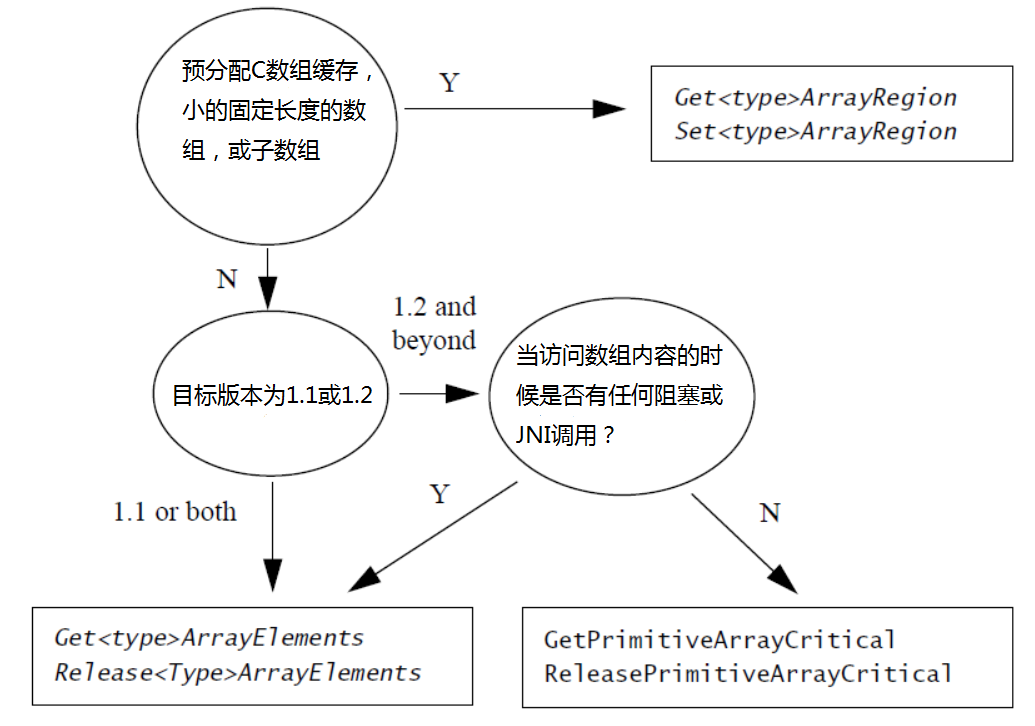 预分配C数组缓存，
小的固定长度的数
组，或子数组
Y
Get<type>ArrayRegion
Set<type>ArrayRegion
N
目标版本为1.1或1.2
1.2 and
beyond
当访问数组内容的时
候是否有任何阻塞或
JNI调用？
1.1 or both
Y
N
Get<type>ArrayElements
Release<Type>ArrayElements
GetPrimitiveArrayCritical
ReleasePrimitiveArrayCritical